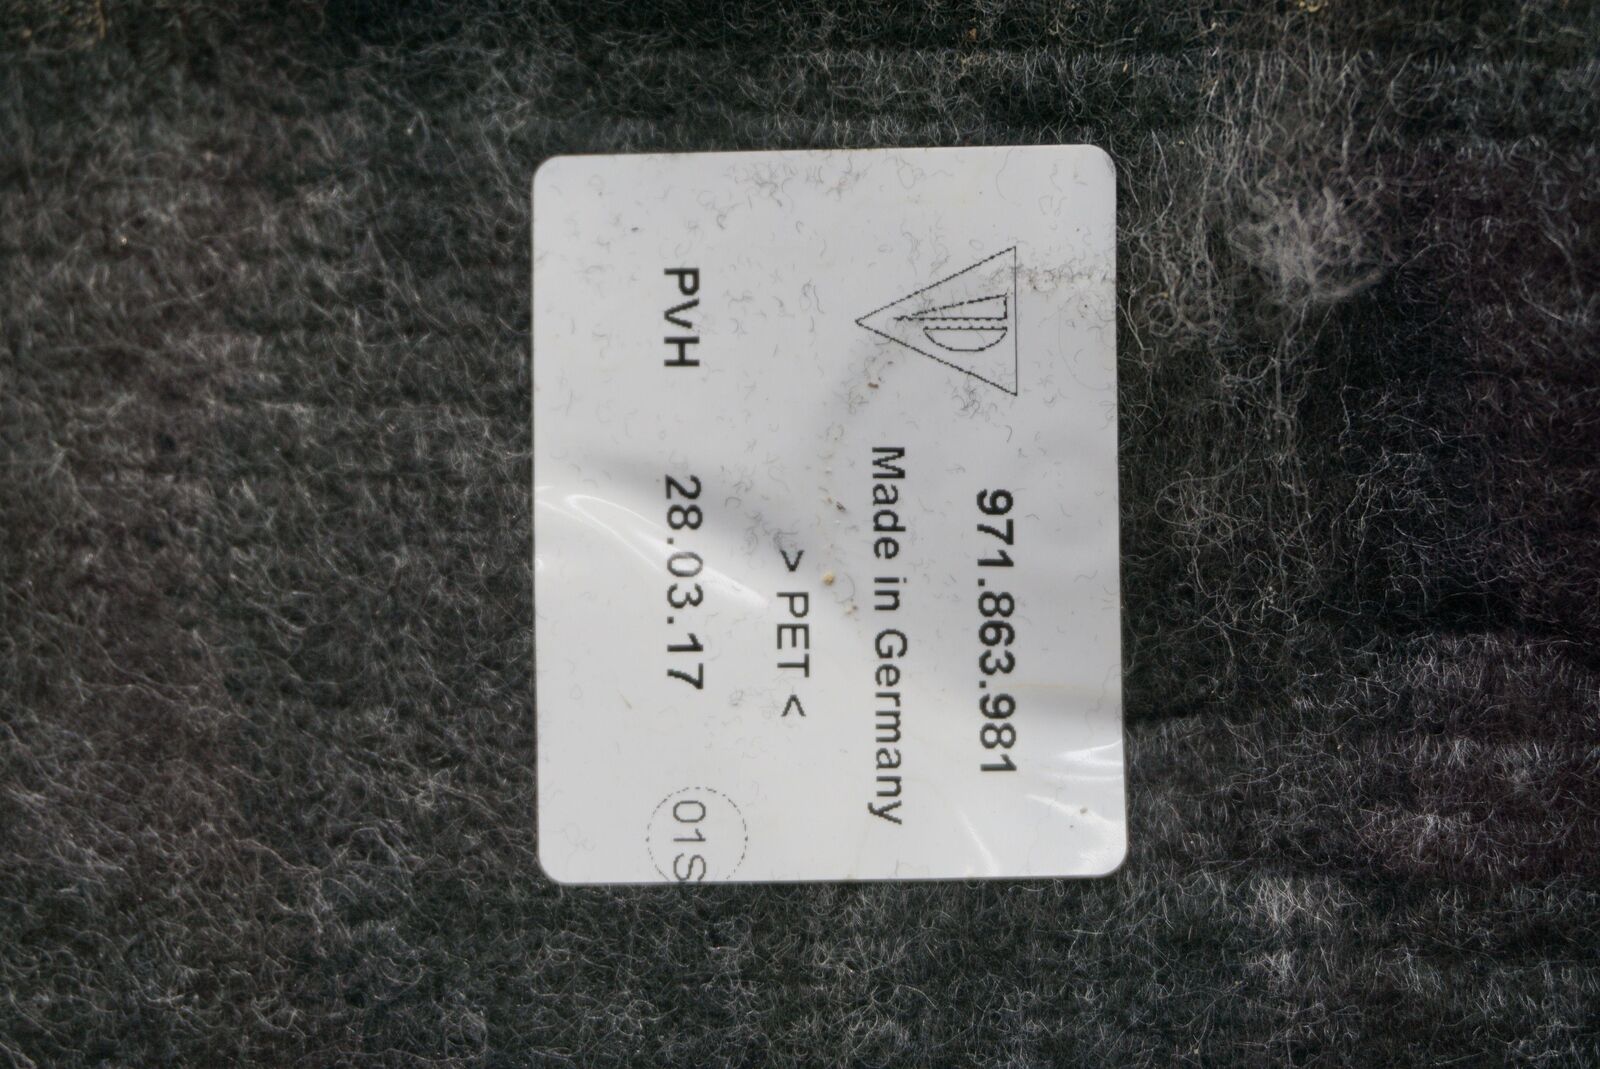 971.863.981
Made in Germany
> PET <
PVH 28.03.17 01S